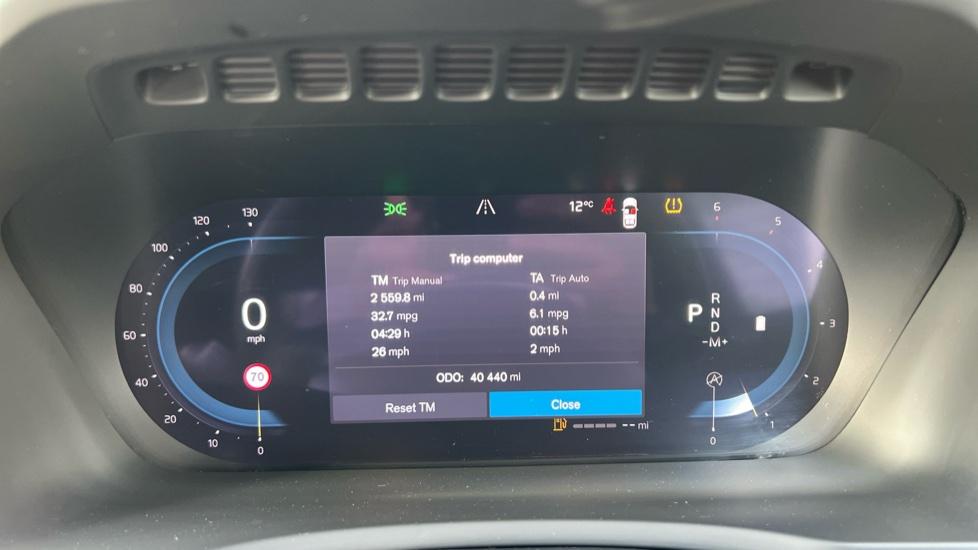 12°C
130
120
100
80
60
40
20
10
0
0
mph
70
Trip computer
TM Trip Manual
2 559.8 mi
32.7 mpg
04:29 h
26 mph
TA Trip Auto
0.4 mi
6.1 mpg
00:15 h
2 mph
ODO: 40 440 mi
Reset TM
Close
-- mi
P
R
N
D
-M+
A
6
5
4
3
2
1
0